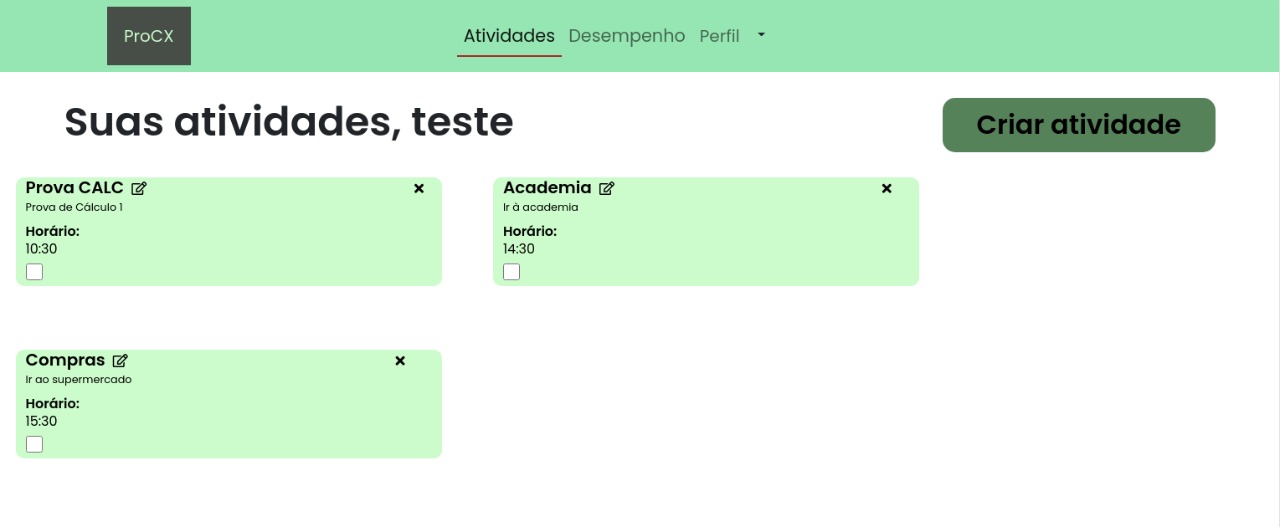 ProCX
Atividades Desempenho Perfil
Suas atividades, teste
Criar atividade
Prova CALC
Prova de Cálculo 1
Horário:
10:30
Academia
Ir à academia
Horário:
14:30
Compras
Ir ao supermercado
Horário:
15:30